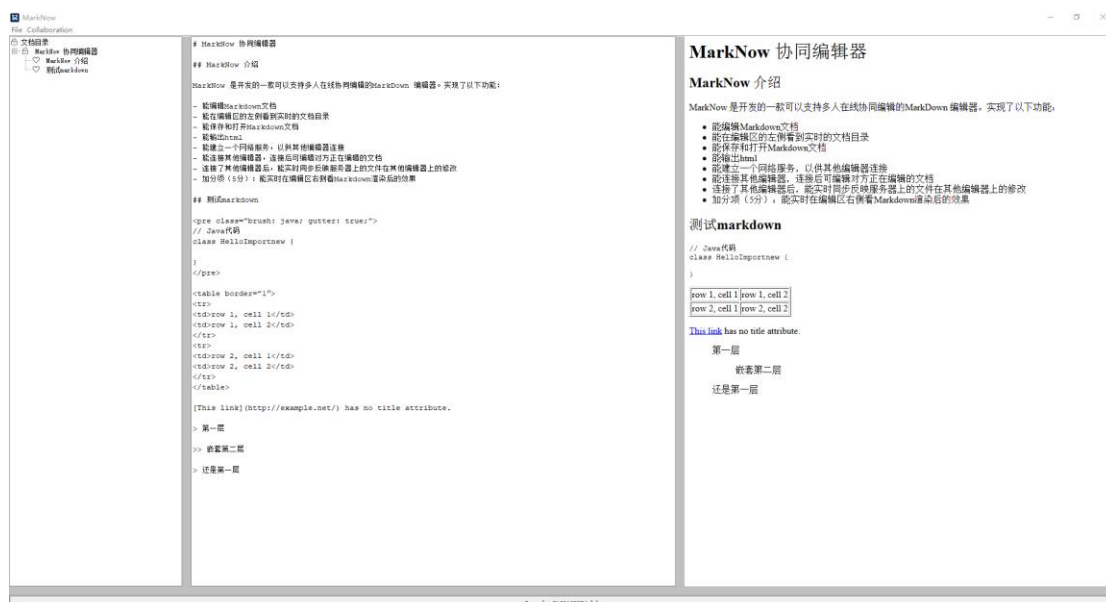 MarkNow
File Collaboration
文档目录
MarkNow 协同编辑器
MarkNow 介绍
测试markdown
# MarkNow 协同编辑器
## MarkNow 介绍
MarkNow 是开发的一款可以支持多人在线协同编辑的MarkDown 编辑器。实现了以下功能:
- 能编辑Markdown文档
- 能在编辑区的左侧看到实时的文档目录
- 能保存和打开Markdown文档
- 能输出html
- 能建立一个网络服务，以供其他编辑器连接
- 能连接其他编辑器，连接后可编辑对方正在编辑的文档
- 连接了其他编辑器后，能实时同步反映服务器上的文件在其他编辑器上的修改
- 加分项（5分）：能实时在编辑区右侧看Markdown渲染后的效果
## 测试markdown
<pre class="brush: java; gutter: true;">
// Java代码
class HelloImportnew {
}
</pre>
<table border="1">
<tr>
<td>row 1, cell 1</td>
<td>row 1, cell 2</td>
</tr>
<tr>
<td>row 2, cell 1</td>
<td>row 2, cell 2</td>
</tr>
</table>
[This link](http://example.net/) has no title attribute.
> 第一层
>> 嵌套第二层
> 还是第一层
MarkNow 协同编辑器
MarkNow 介绍
MarkNow 是开发的一款可以支持多人在线协同编辑的MarkDown 编辑器。实现了以下功能:
• 能编辑Markdown文档
• 能在编辑区的左侧看到实时的文档目录
• 能保存和打开Markdown文档
• 能输出html
• 能建立一个网络服务，以供其他编辑器连接
• 能连接其他编辑器，连接后可编辑对方正在编辑的文档
• 连接了其他编辑器后，能实时同步反映服务器上的文件在其他编辑器上的修改
• 加分项（5分）：能实时在编辑区右侧看Markdown渲染后的效果
测试markdown
// Java代码
class HelloImportnew {
}
row 1, cell 1 row 1, cell 2
row 2, cell 1 row 2, cell 2
This link has no title attribute.
第一层
嵌套第二层
还是第一层